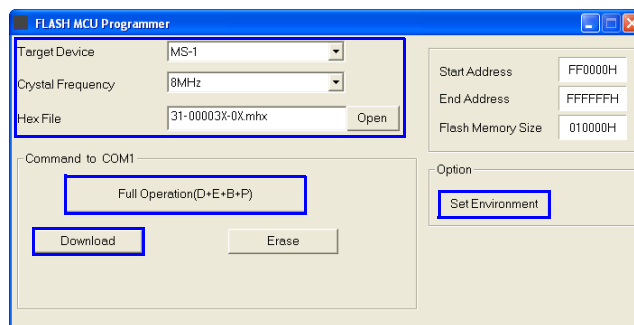 FLASH MCU Programmer
Target Device MS-1
Crystal Frequency 8MHz
Hex File 31-00003X-0X.mhx Open
Start Address FF0000H
End Address FFFFFFH
Flash Memory Size 010000H
Command to COM1
Full Operation(D+E+B+P)
Download Erase
Option
Set Environment